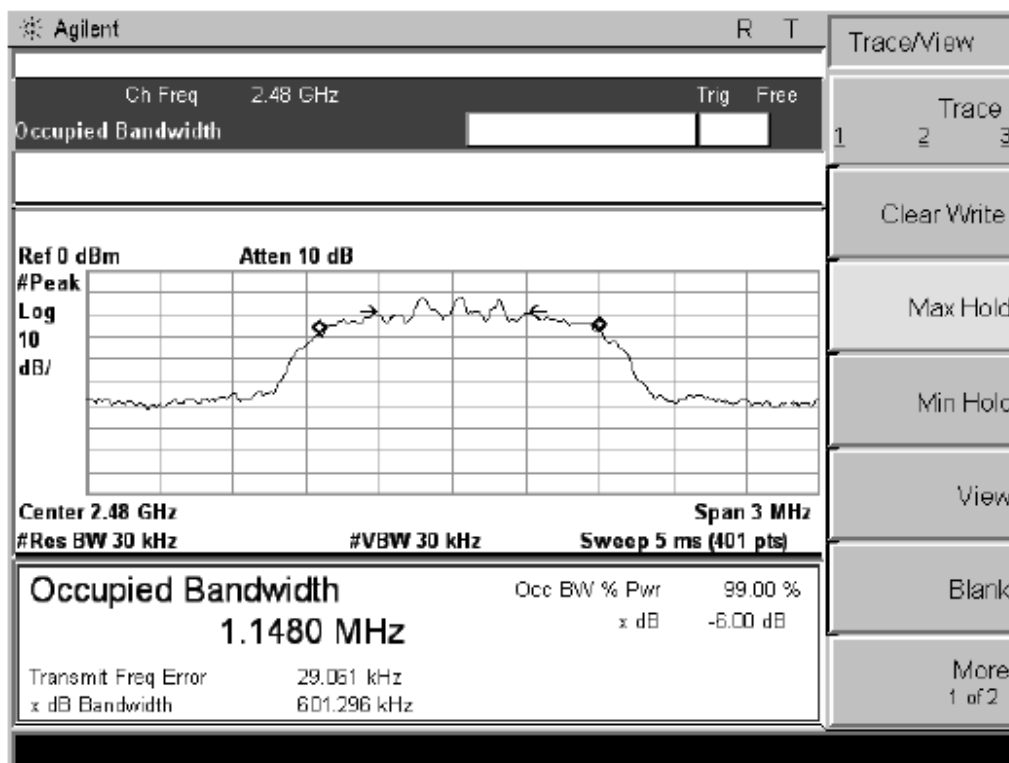 Agilent R T
Trace/View
Ch Freq 2.48 GHz Trig Free
Occupied Bandwidth
Trace
1 2 3
Clear Write
Max Hold
Min Hold
View
Blank
More
1 of 2
Ref 0 dBm Atten 10 dB
#Peak
Log
10
dB/
Center 2.48 GHz Span 3 MHz
#Res BW 30 kHz #VBW 30 kHz Sweep 5 ms (401 pts)
Occupied Bandwidth
1.1480 MHz
Occ BW % Pwr 99.00 %
x dB -6.00 dB
Transmit Freq Error 29.061 kHz
x dB Bandwidth 601.296 kHz